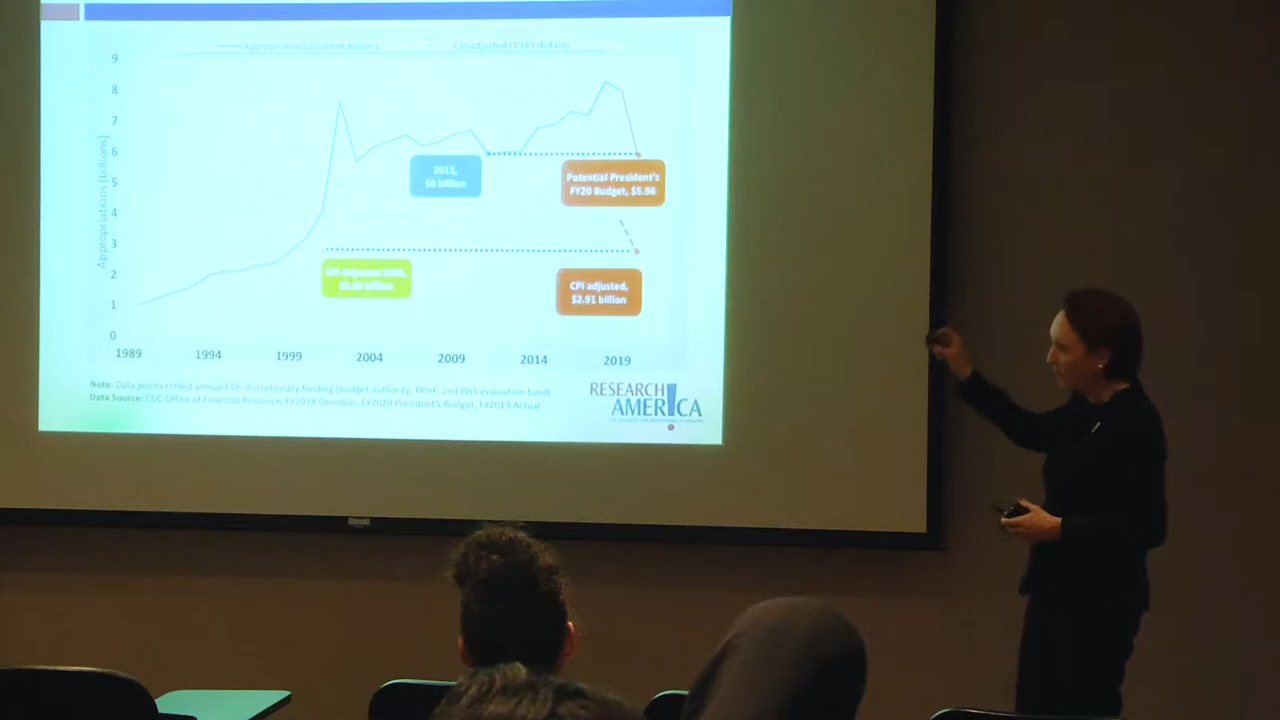 Appropriations (current dollars) CPI adjusted (1989 dollars)
Appropriations (billions)
9
8
7
6
5
4
3
2
1
0
2011,
$6 billion
Potential President's
FY20 Budget, $5.96
CPI Adjusted
billion
CPI adjusted,
$2.91 billion
1989 1994 1999 2004 2009 2014 2019
Note: Data points reflect annual CDC discretionary funding (budget authority, PPHF, and PHS evaluation fund)
Data Source: CDC Office of Financial Resource, FY2018 Omnibus, FY2020 President's Budget, FY2019 Actual
RESEARCH!
AMERICA